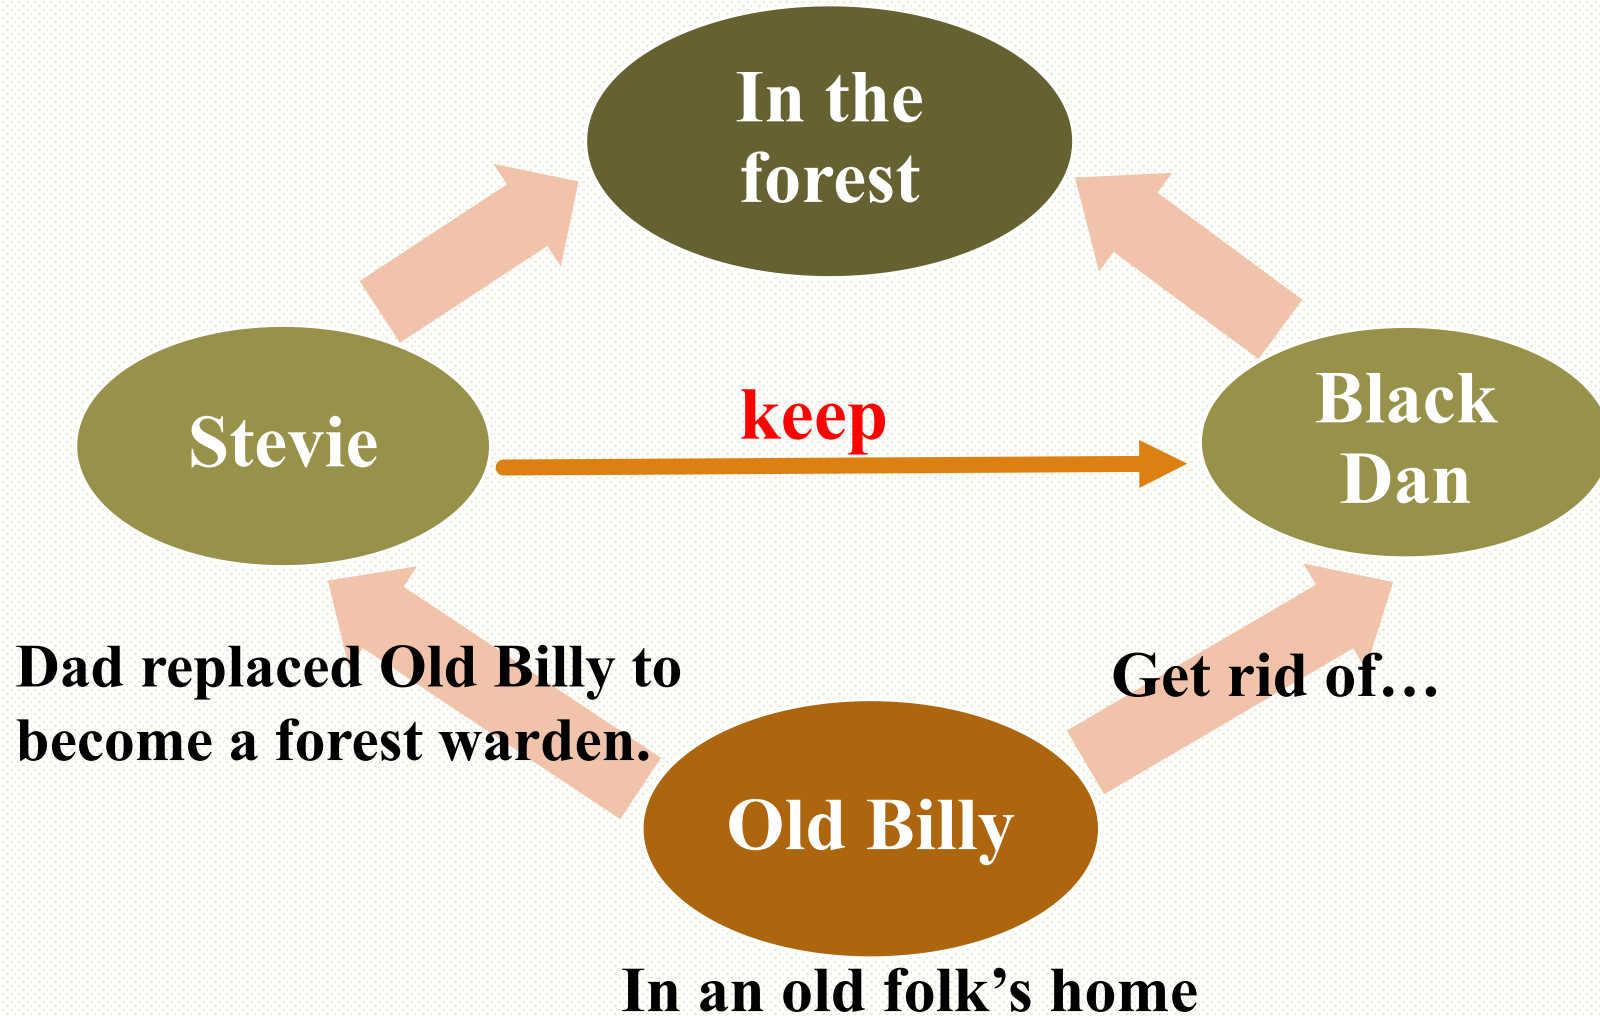 In the
forest
Stevie
keep
Black
Dan
Dad replaced Old Billy to
become a forest warden.
Get rid of…
Old Billy
In an old folk’s home